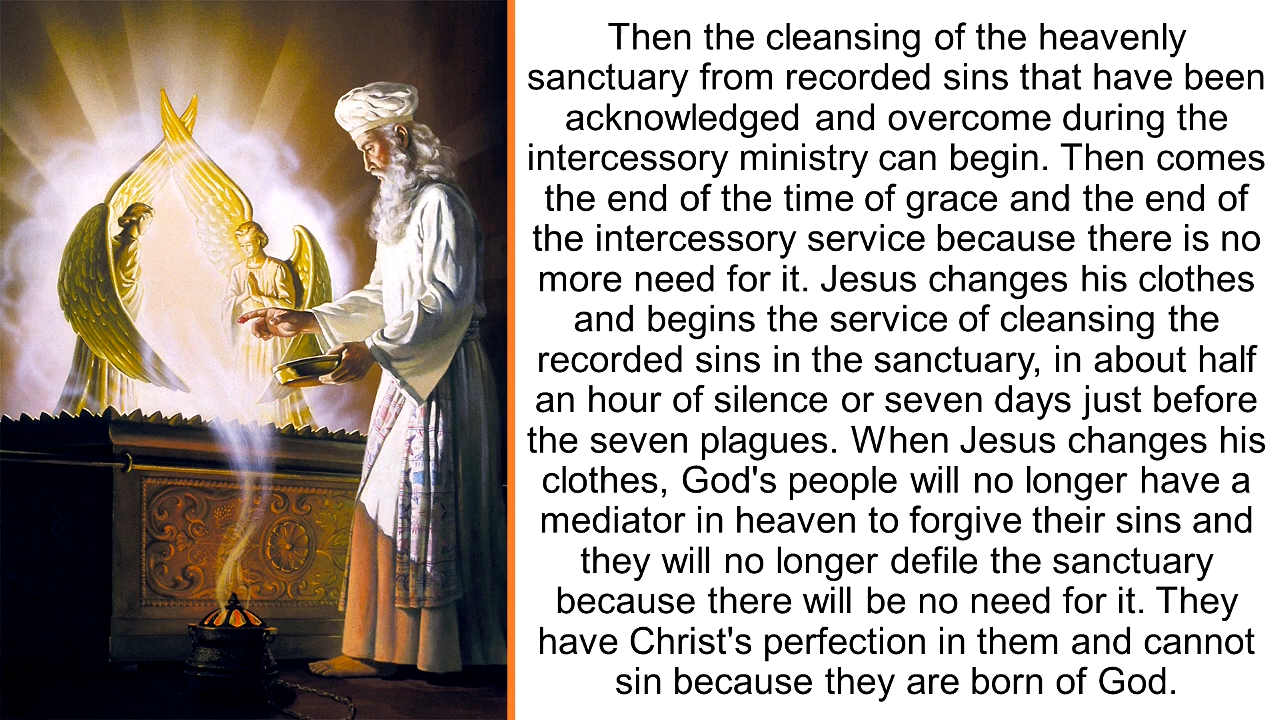 Then the cleansing of the heavenly
sanctuary from recorded sins that have been
acknowledged and overcome during the
intercessory ministry can begin. Then comes
the end of the time of grace and the end of
the intercessory service because there is no
more need for it. Jesus changes his clothes
and begins the service of cleansing the
recorded sins in the sanctuary, in about half
an hour of silence or seven days just before
the seven plagues. When Jesus changes his
clothes, God's people will no longer have a
mediator in heaven to forgive their sins and
they will no longer defile the sanctuary
because there will be no need for it. They
have Christ's perfection in them and cannot
sin because they are born of God.